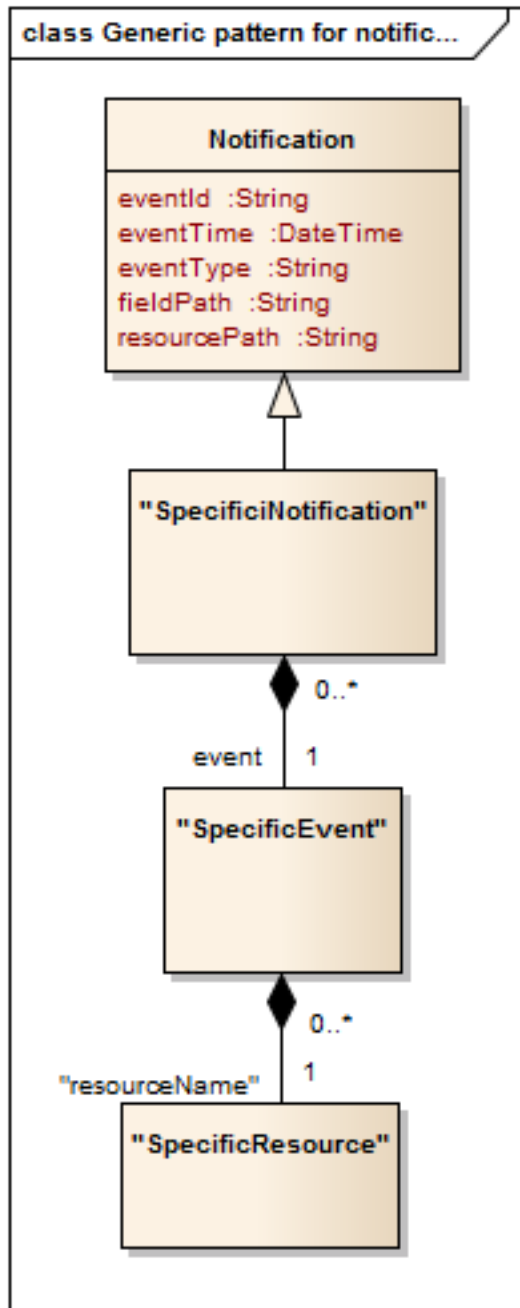 class Generic pattern for notific...
Notification
eventId :String
eventTime :DateTime
eventType :String
fieldPath :String
resourcePath :String
"SpecificiNotification"
0..*
event 1
"SpecificEvent"
0..*
1
"resourceName"
"SpecificResource"